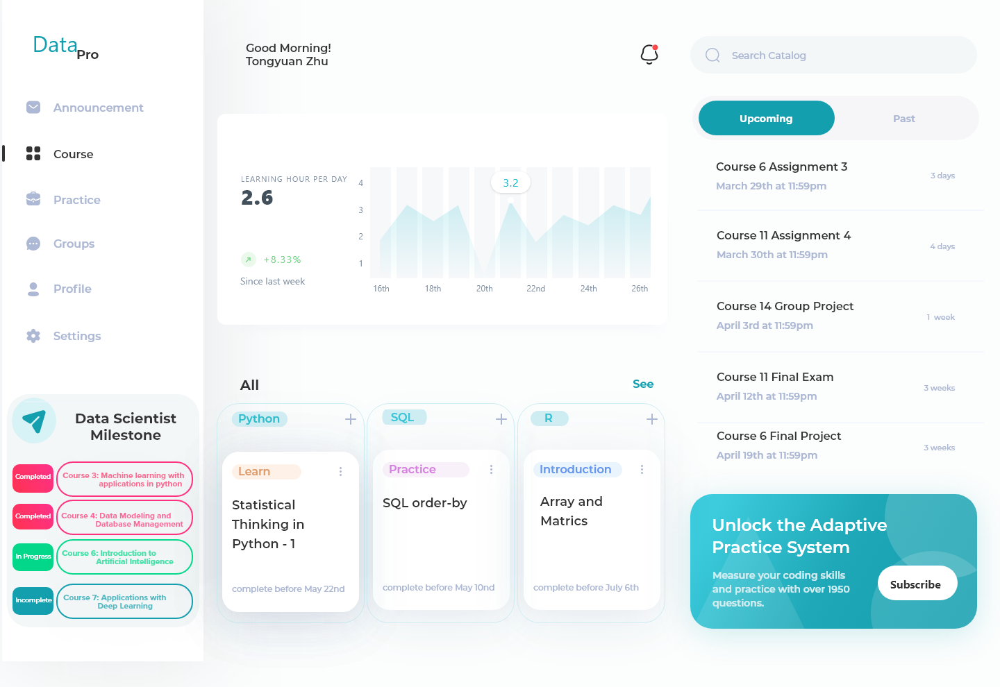 Data
Pro
Announcement
Course
Practice
Groups
Profile
Settings
Data Scientist
Milestone
Completed
Course 3: Machine learning with
applications in python
Completed
Course 4: Data Modeling and
Database Management
In Progress
Course 6: Introduction to
Artificial Intelligence
Incomplete
Course 7: Applications with
Deep Learning
Good Morning!
Tongyuan Zhu
LEARNING HOUR PER DAY
2.6
+8.33%
Since last week
4
3
2
1
3.2
16th
18th
20th
22nd
24th
26th
All
See
Python
Learn
Statistical
Thinking in
Python - 1
complete before May 22nd
SQL
Practice
SQL order-by
complete before May 10nd
R
Introduction
Array and
Matrics
complete before July 6th
Search Catalog
Upcoming
Past
Course 6 Assignment 3
March 29th at 11:59pm
3 days
Course 11 Assignment 4
March 30th at 11:59pm
4 days
Course 14 Group Project
April 3rd at 11:59pm
1 week
Course 11 Final Exam
April 12th at 11:59pm
3 weeks
Course 6 Final Project
April 19th at 11:59pm
3 weeks
Unlock the Adaptive
Practice System
Measure your coding skills
and practice with over 1950
questions.
Subscribe